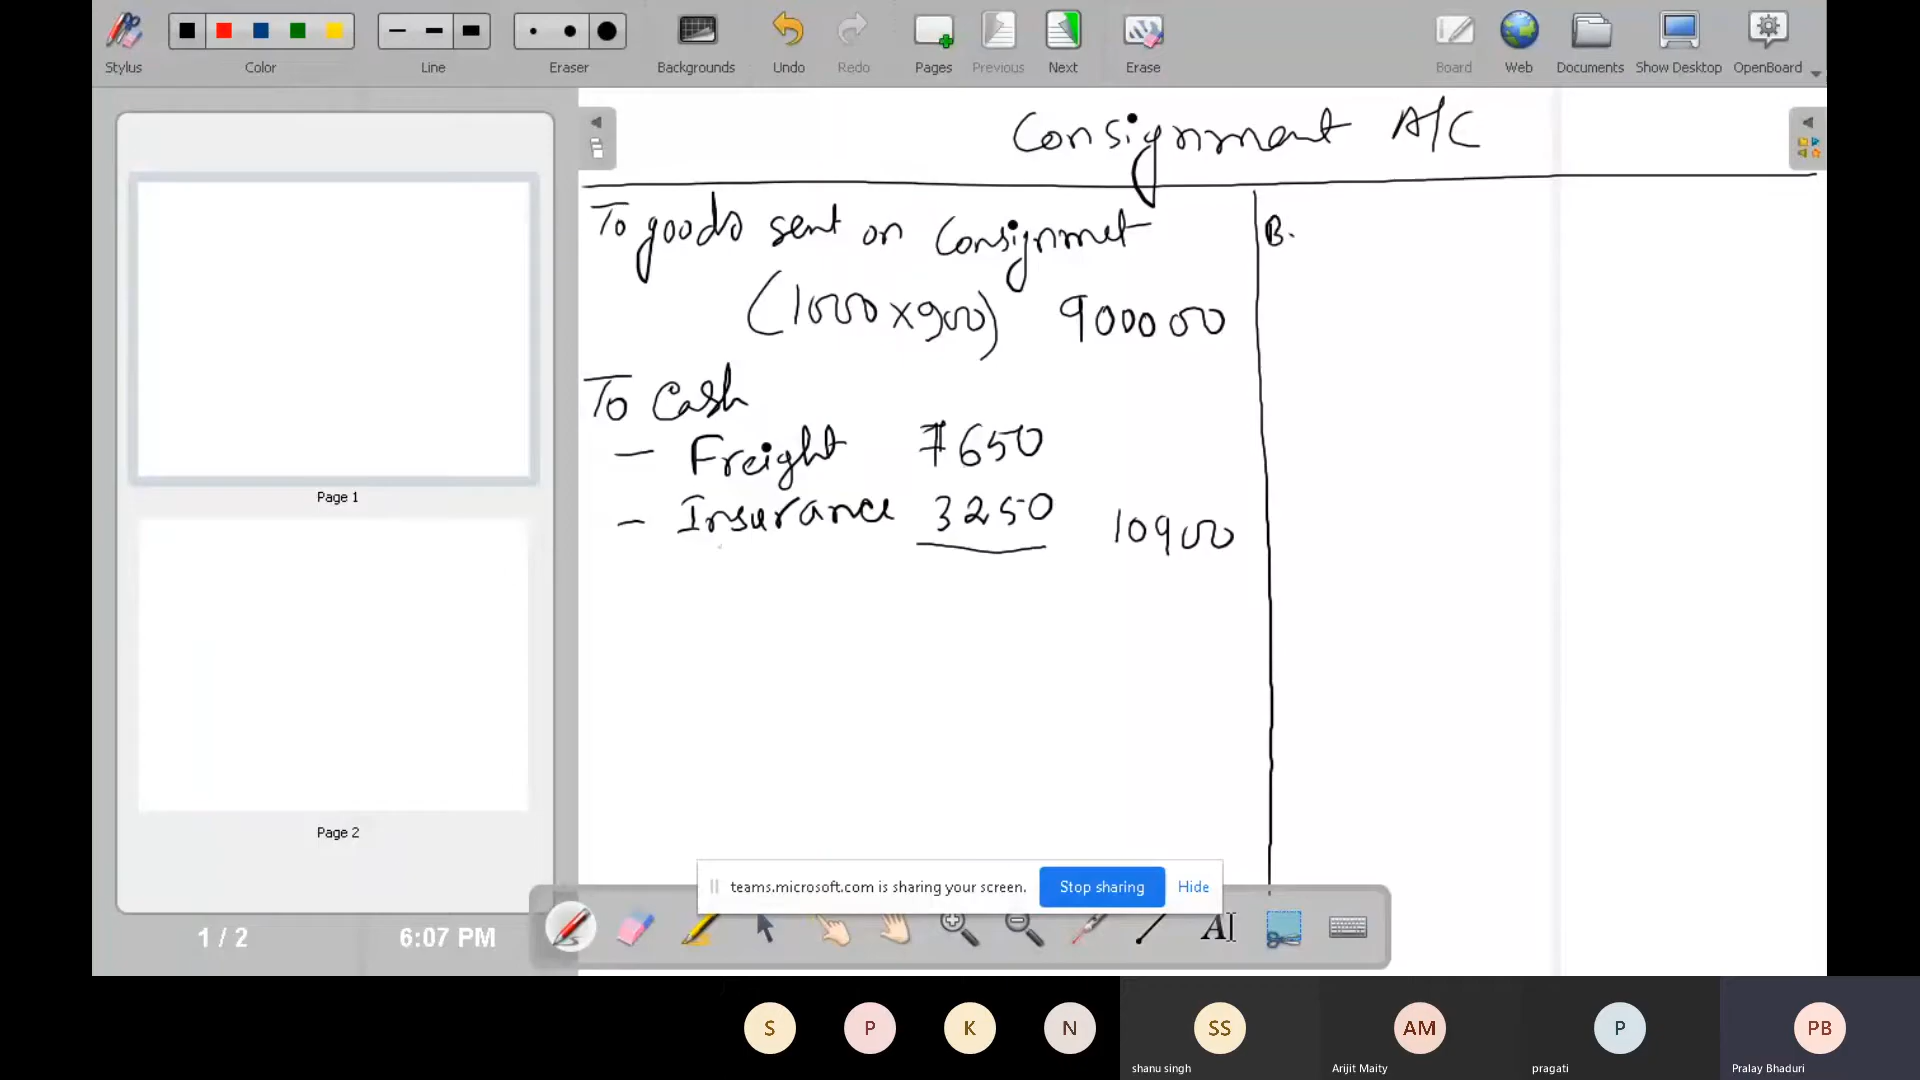 Stylus
Color
Line
Eraser
Backgrounds
Undo
Redo
Pages
Previous
Next
Erase
Board
Web
Documents
Show Desktop
OpenBoard
Page 1
Page 2
1 / 2
6:07 PM
Consignment A/C
To goods sent on Consignmet
(1000 x 900) 900000
To Cash
- Freight 7650
- Insurance 3250 10900
B.
teams.microsoft.com is sharing your screen.
Stop sharing
Hide
AI
S
P
K
N
SS
AM
P
PB
shanu singh
Arijit Maity
pragati
Pralay Bhaduri